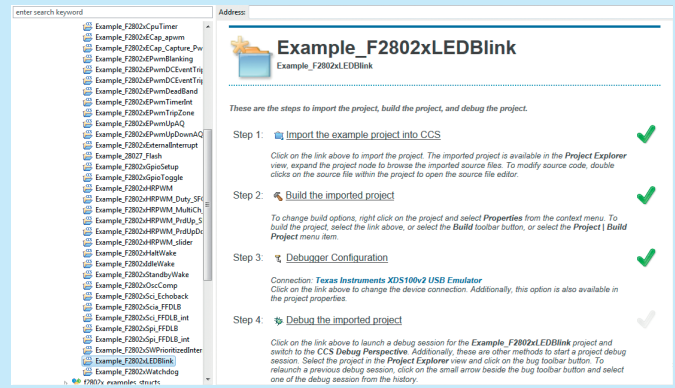 enter search keyword
Address:
Example_F2802xCpuTimer
Example_F2802xECap_apwm
Example_F2802xECap_Capture_Pw
Example_F2802xEPwmBlanking
Example_F2802xEPwmDCEventTrip
Example_F2802xEPwmDCEventTrip
Example_F2802xEPwmDeadBand
Example_F2802xEPwmTimerInt
Example_F2802xEPwmTripZone
Example_F2802xEPwmUpAQ
Example_F2802xEPwmUpDownAQ
Example_F2802xExternalInterrupt
Example_28027_Flash
Example_F2802xGpioSetup
Example_F2802xGpioToggle
Example_F2802xHRPWM
Example_F2802xHRPWM_Duty_SFO
Example_F2802xHRPWM_MultiCh_
Example_F2802xHRPWM_PrdUp_S
Example_F2802xHRPWM_PrdUpDo
Example_F2802xHRPWM_slider
Example_F2802xHaltWake
Example_F2802xIdleWake
Example_F2802xStandbyWake
Example_F2802xOscComp
Example_F2802xSci_Echoback
Example_F2802xScia_FFDLB
Example_F2802xScia_FFDLB_int
Example_F2802xSpi_FFDLB
Example_F2802xSpi_FFDLB_int
Example_F2802xSWPrioritizedInter
Example_F2802xLEDBlink
Example_F2802xWatchdog
f2802x_examples_structs
Example_F2802xLEDBlink
Example_F2802xLEDBlink
These are the steps to import the project, build the project, and debug the project.
Step 1: Import the example project into CCS
Click on the link above to import the project. The imported project is available in the Project Explorer
view, expand the project node to browse the imported source files. To modify source code, double
clicks on the source file within the project to open the source file editor.
Step 2: Build the imported project
To change build options, right click on the project and select Properties from the context menu. To
build the project, select the link above, or select the Build toolbar button, or select the Project | Build
Project menu item.
Step 3: Debugger Configuration
Connection: Texas Instruments XDS100v2 USB Emulator
Click on the link above to change the device connection. Additionally, this option is also available in
the project properties.
Step 4: Debug the imported project
Click on the link above to launch a debug session for the Example_F2802xLEDBlink project and
switch to the CCS Debug Perspective. Additionally, these are other methods to start a project debug
session. Select the project in the Project Explorer view and click on the bug toolbar button. To
relaunch a previous debug session, click on the small arrow beside the bug toolbar button and select
one of the debug session from the history.